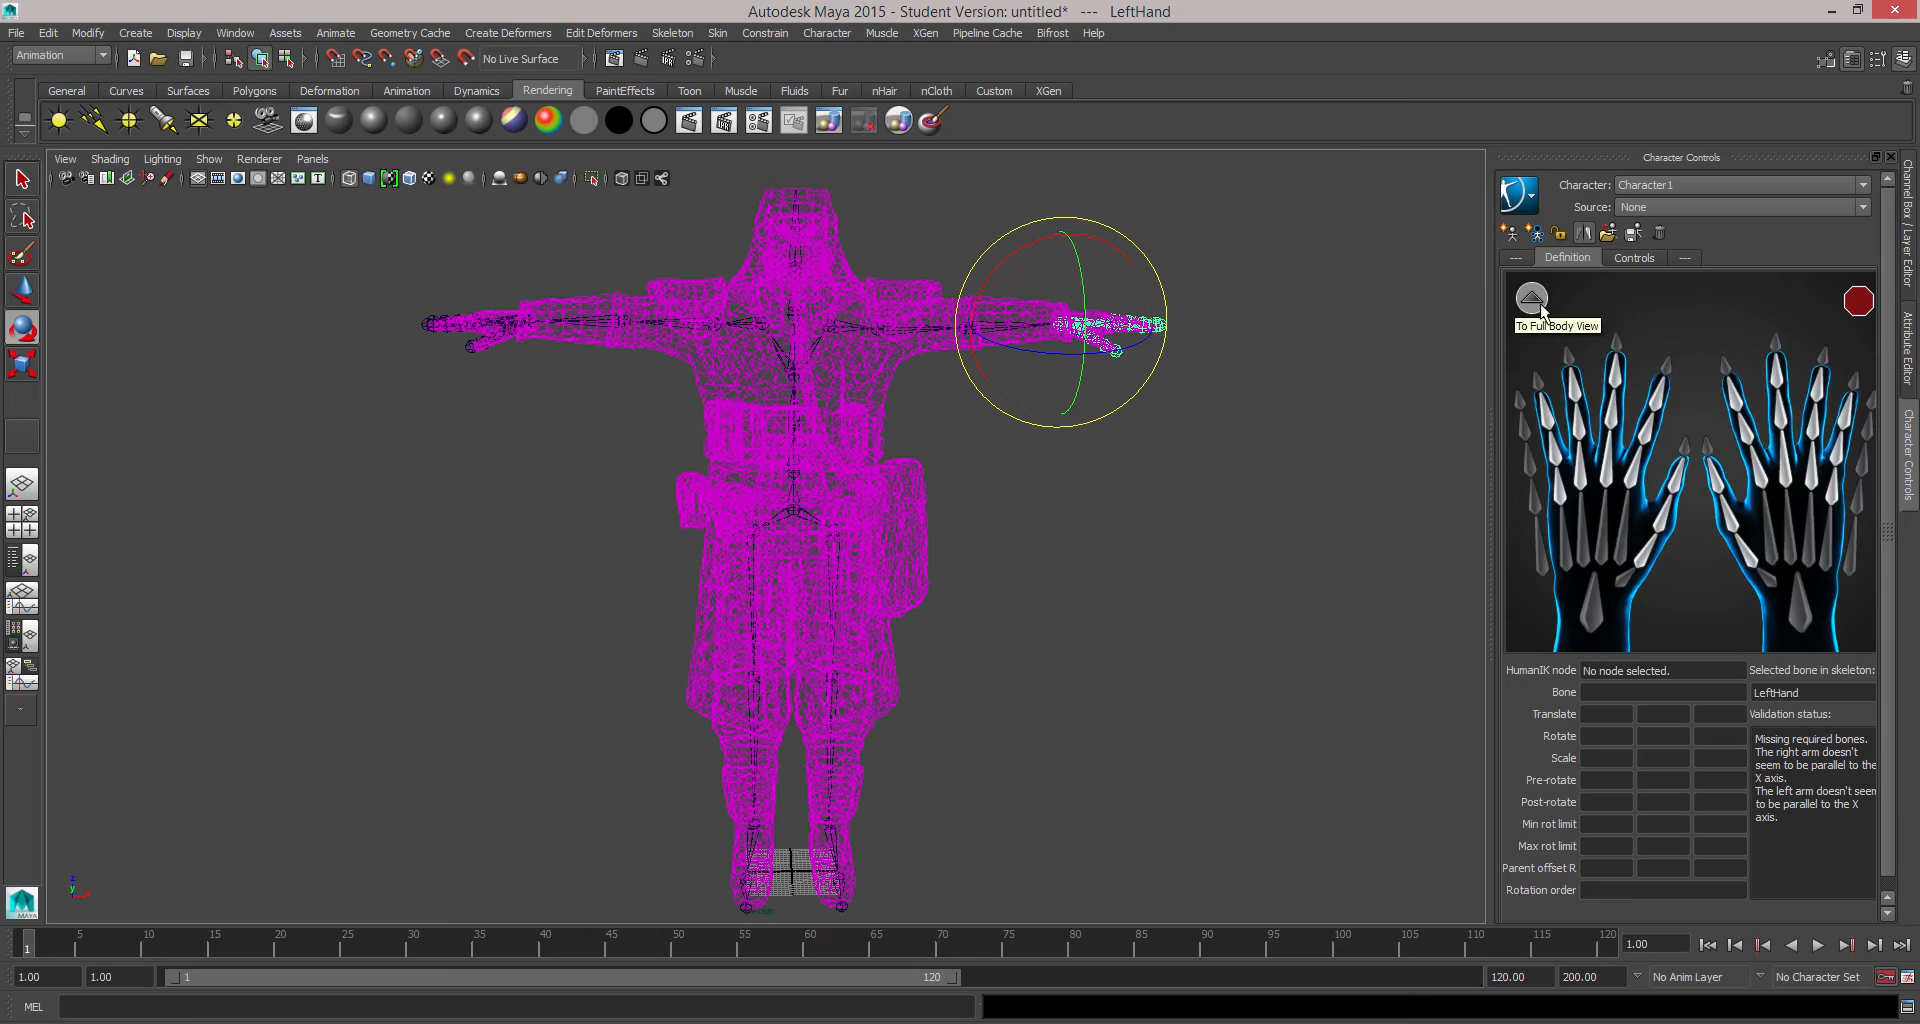 Autodesk Maya 2015 - Student Version: untitled*   ---   LeftHand
File Edit Modify Create Display Window Assets Animate Geometry Cache Create Deformers Edit Deformers Skeleton Skin Constrain Character Muscle XGen Pipeline Cache Bifrost Help
Animation
No Live Surface
General Curves Surfaces Polygons Deformation Animation Dynamics Rendering PaintEffects Toon Muscle Fluids Fur nHair nCloth Custom XGen
View Shading Lighting Show Renderer Panels
Character Controls
Character: Character1
Source: None
--- Definition Controls ---
To Full Body View
Channel Box / Layer Editor
Attribute Editor
Character Controls
HumanIK node No node selected. Selected bone in skeleton:
Bone LeftHand
Translate Validation status:
Rotate
Scale
Pre-rotate
Post-rotate
Min rot limit
Max rot limit
Parent offset R
Rotation order
Missing required bones.
The right arm doesn't
seem to be parallel to the
X axis.
The left arm doesn't seem
to be parallel to the X
axis.
z
y
x
MAYA
1 5 10 15 20 25 30 35 40 45 50 55 60 65 70 75 80 85 90 95 100 105 110 115 120 1.00
1.00 1.00 1 120 120.00 200.00 No Anim Layer No Character Set
MEL